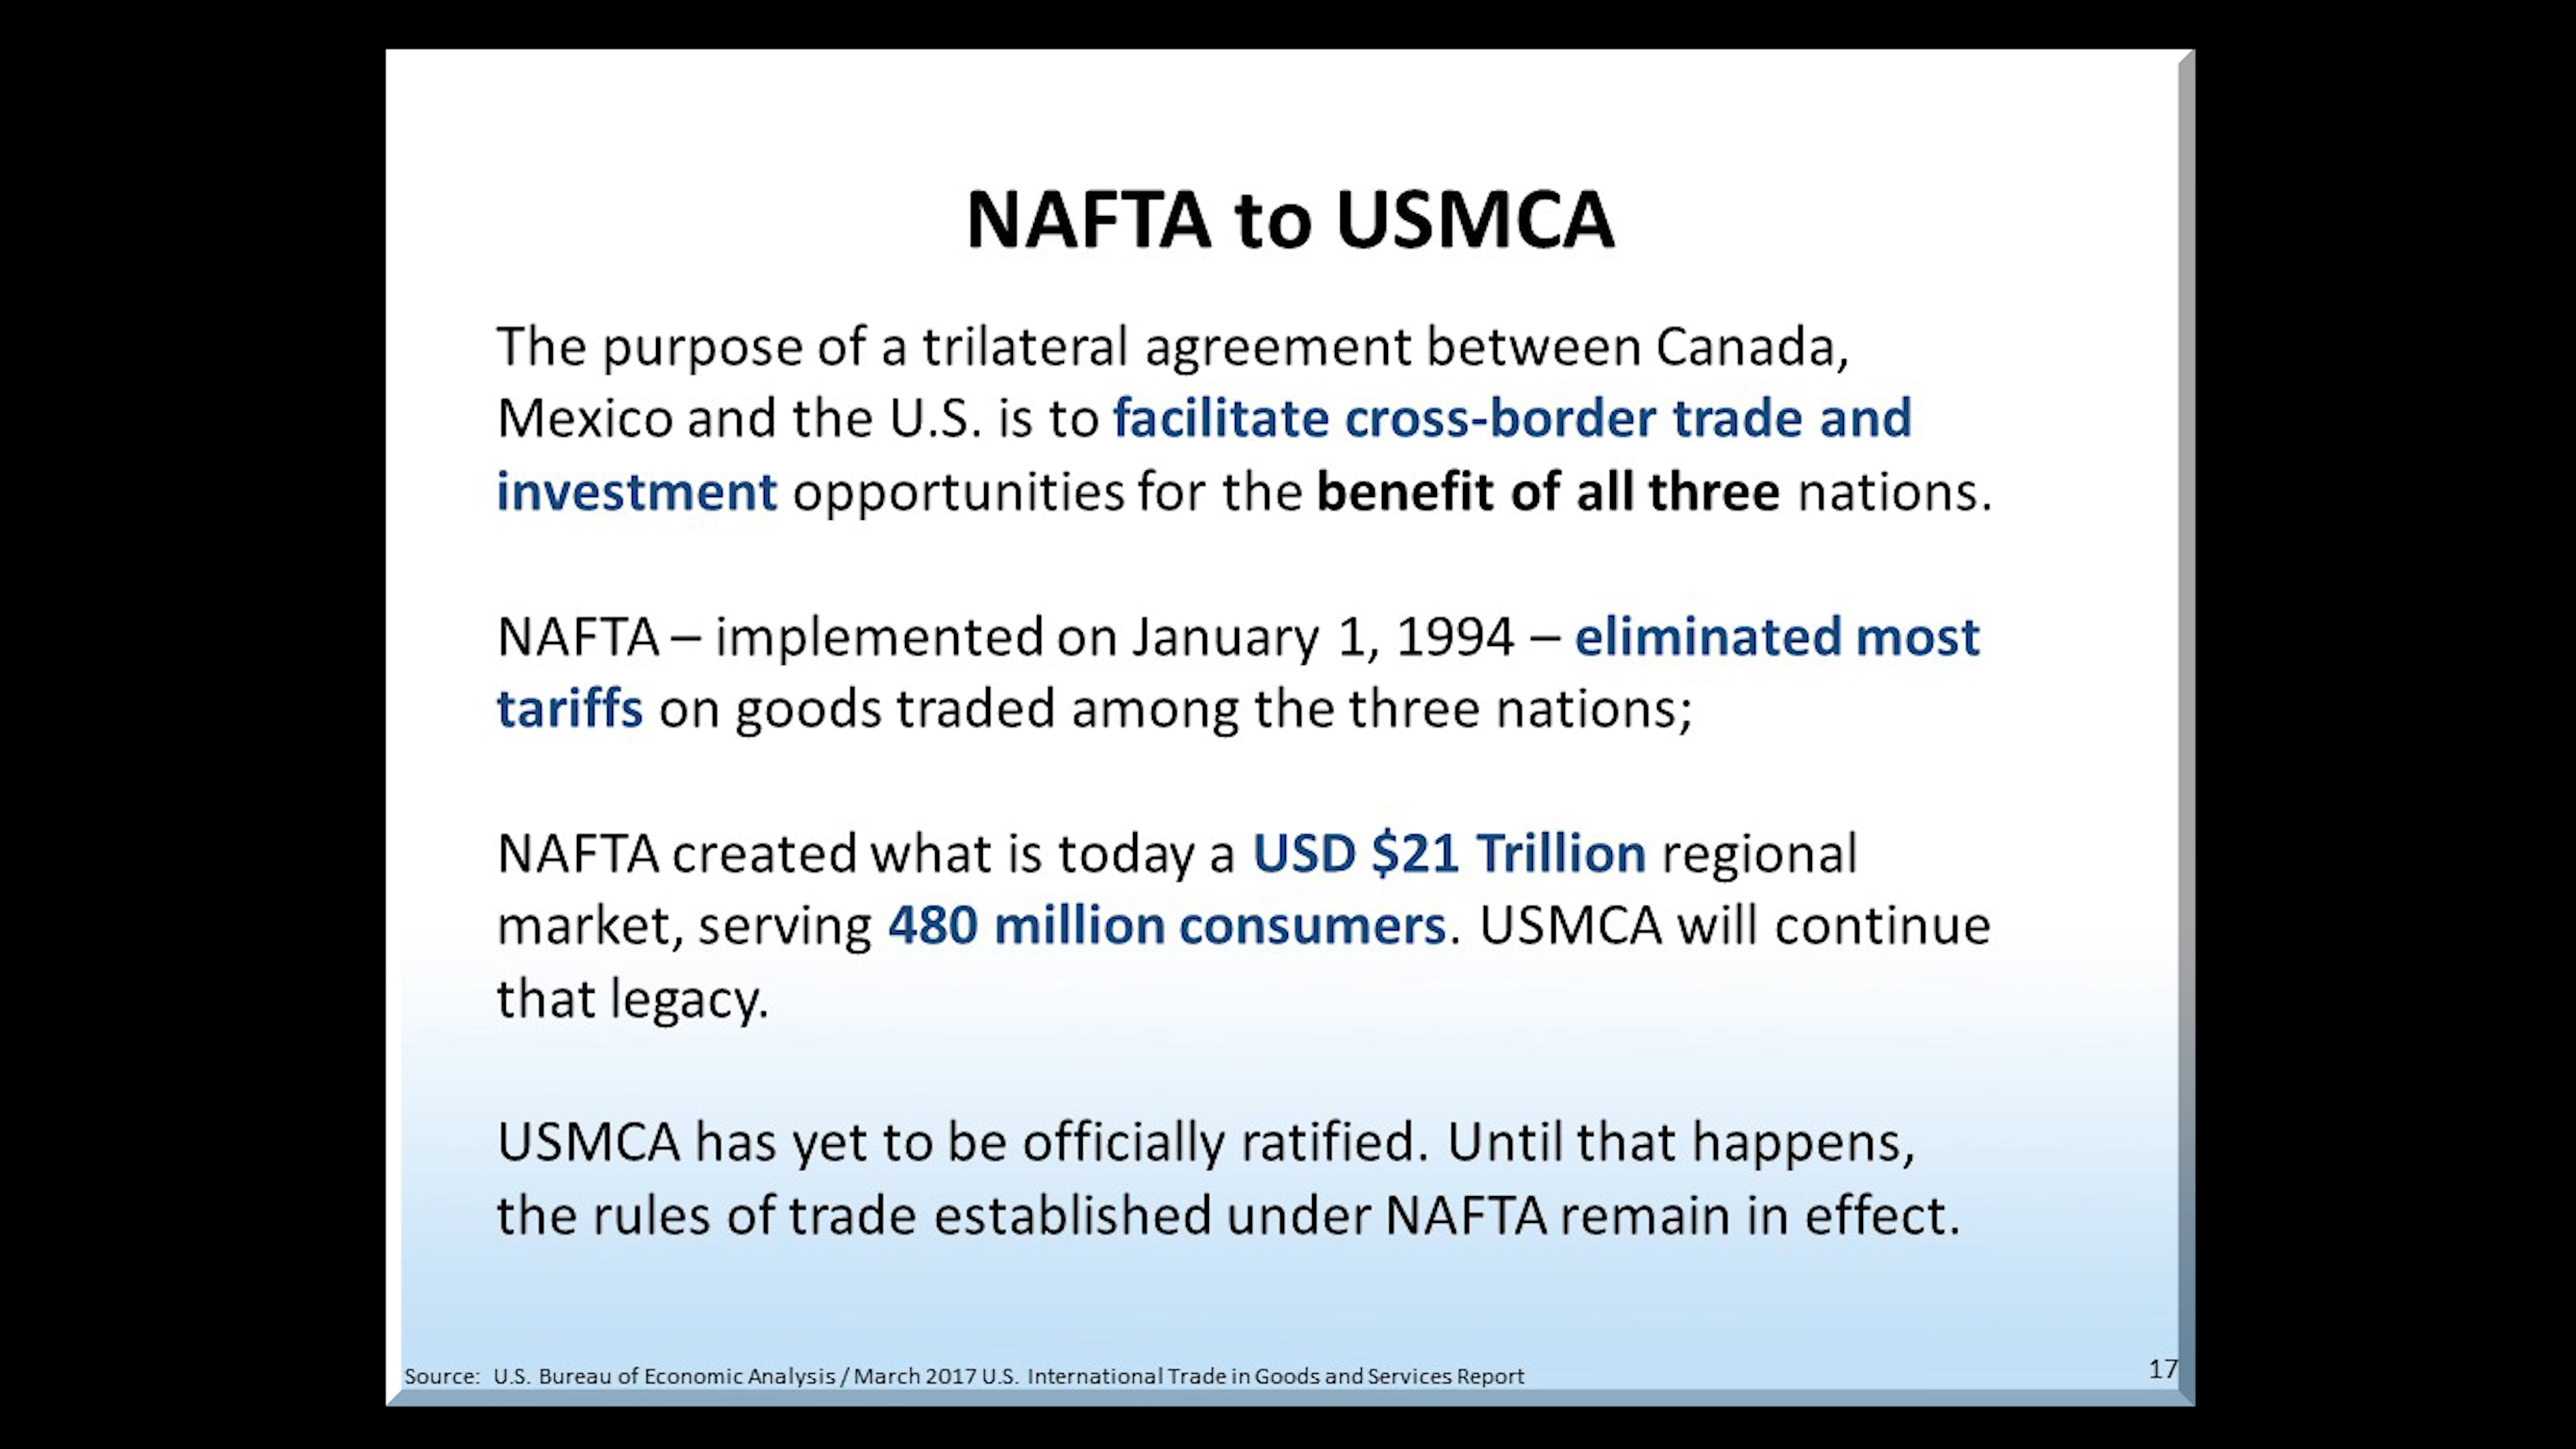 NAFTA to USMCA
The purpose of a trilateral agreement between Canada,
Mexico and the U.S. is to facilitate cross-border trade and
investment opportunities for the benefit of all three nations.
NAFTA – implemented on January 1, 1994 – eliminated most
tariffs on goods traded among the three nations;
NAFTA created what is today a USD $21 Trillion regional
market, serving 480 million consumers. USMCA will continue
that legacy.
USMCA has yet to be officially ratified. Until that happens,
the rules of trade established under NAFTA remain in effect.
Source: U.S. Bureau of Economic Analysis / March 2017 U.S. International Trade in Goods and Services Report
17